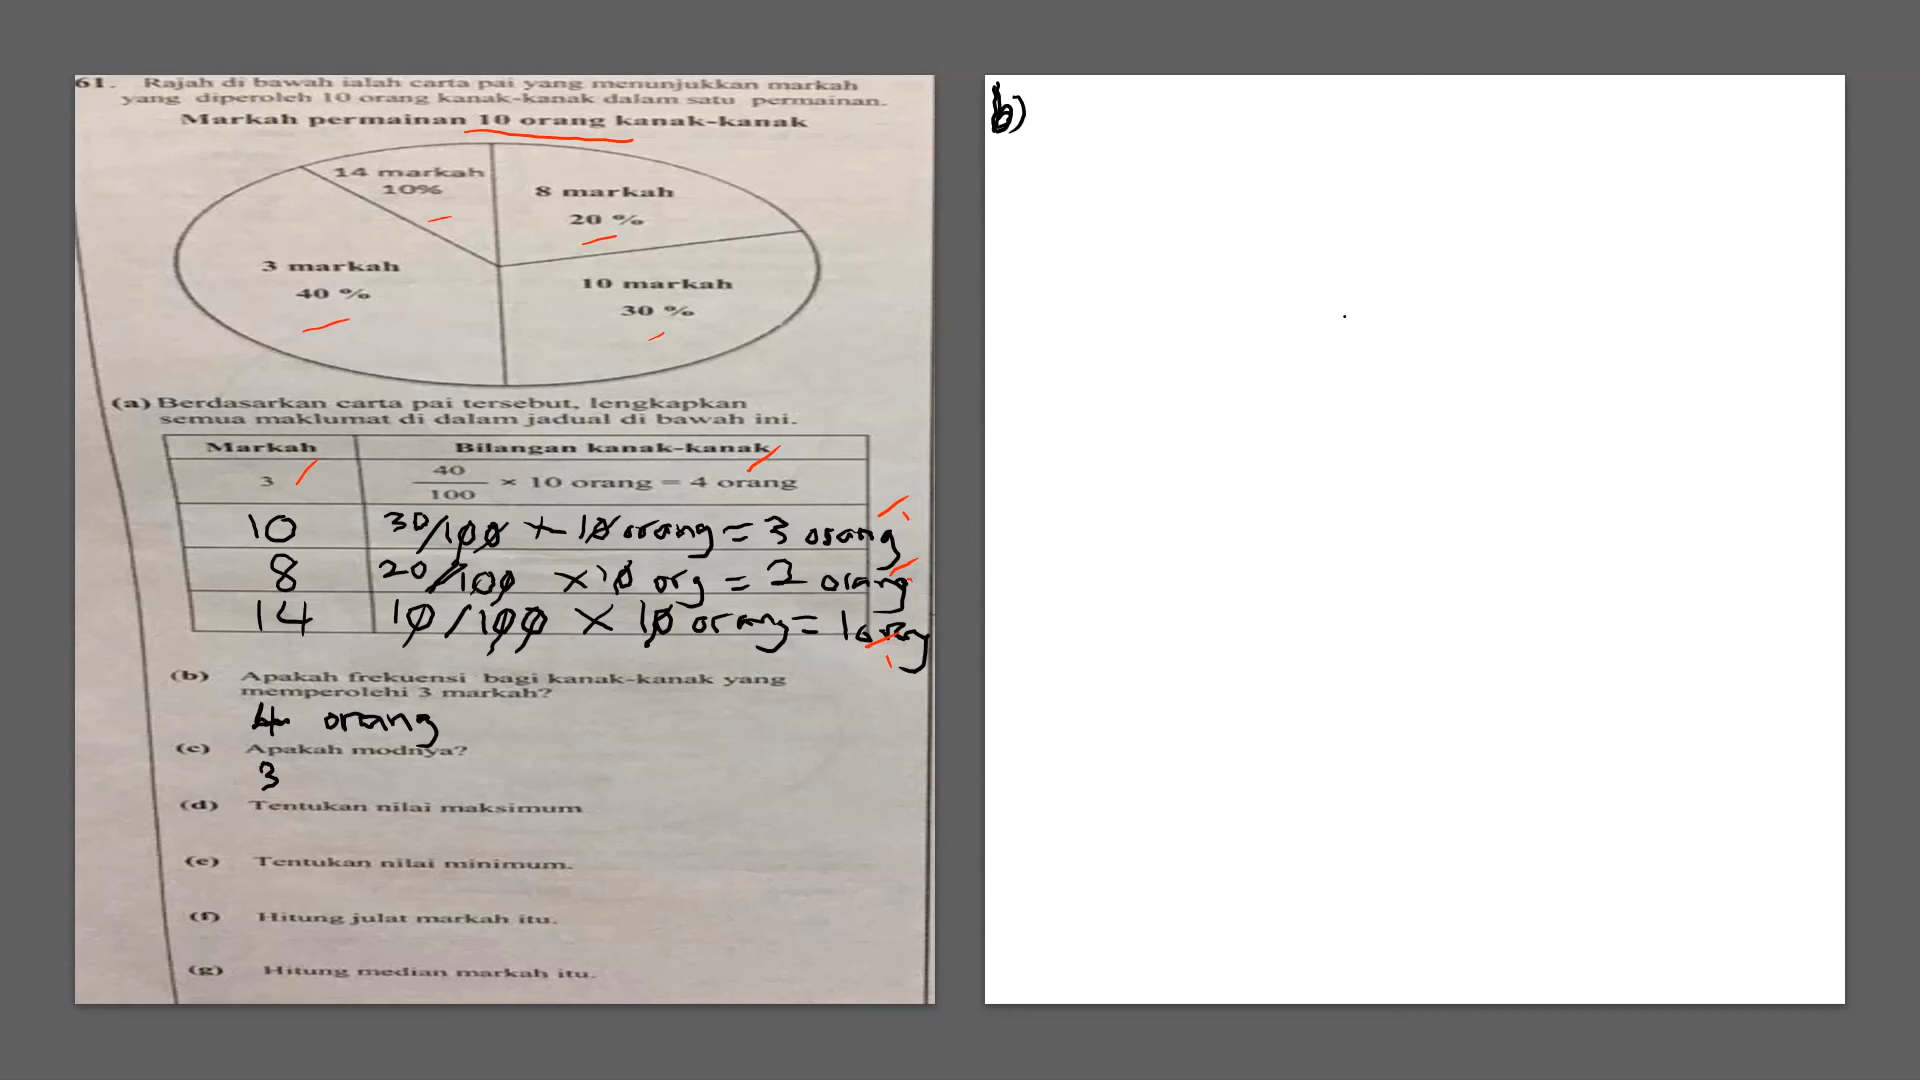 61. Rajah di bawah ialah carta pai yang menunjukkan markah
yang diperoleh 10 orang kanak-kanak dalam satu permainan.
Markah permainan 10 orang kanak-kanak
14 markah
10%
8 markah
20 %
3 markah
40 %
10 markah
30 %
(a) Berdasarkan carta pai tersebut, lengkapkan
semua maklumat di dalam jadual di bawah ini.
Markah Bilangan kanak-kanak
3 40/100 × 10 orang = 4 orang
10 30/100 × 10 orang = 3 orang
8 20/100 × 10 org = 2 orang
14 10/100 × 10 orang = 1 orang
(b) Apakah frekuensi bagi kanak-kanak yang
memperolehi 3 markah?
4 orang
(c) Apakah modnya?
3
(d) Tentukan nilai maksimum
(e) Tentukan nilai minimum.
(f) Hitung julat markah itu.
(g) Hitung median markah itu.
b)